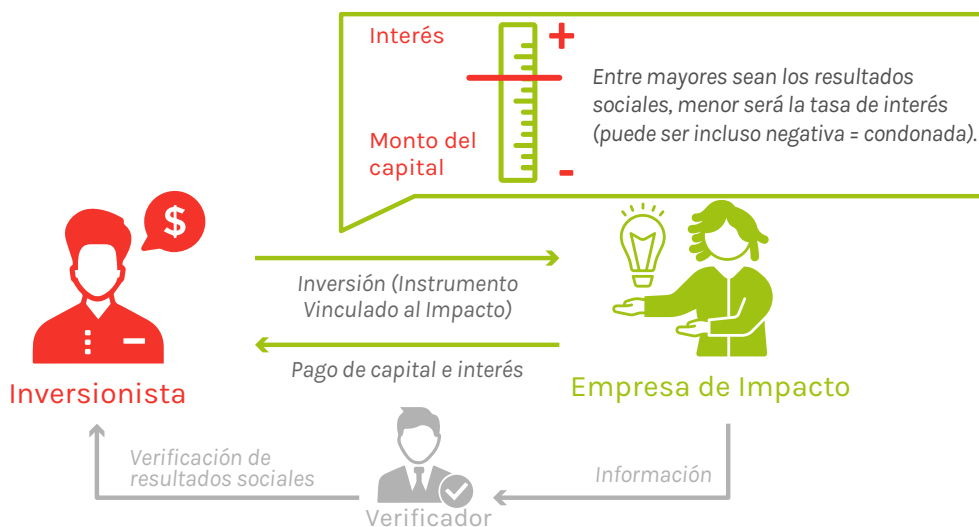 Interés
+
Entre mayores sean los resultados
sociales, menor será la tasa de interés
(puede ser incluso negativa = condonada).
Monto del
capital
-
$
Inversión (Instrumento
Vinculado al Impacto)
Pago de capital e interés
Inversionista
Empresa de Impacto
Verificación de
resultados sociales
Información
Verificador